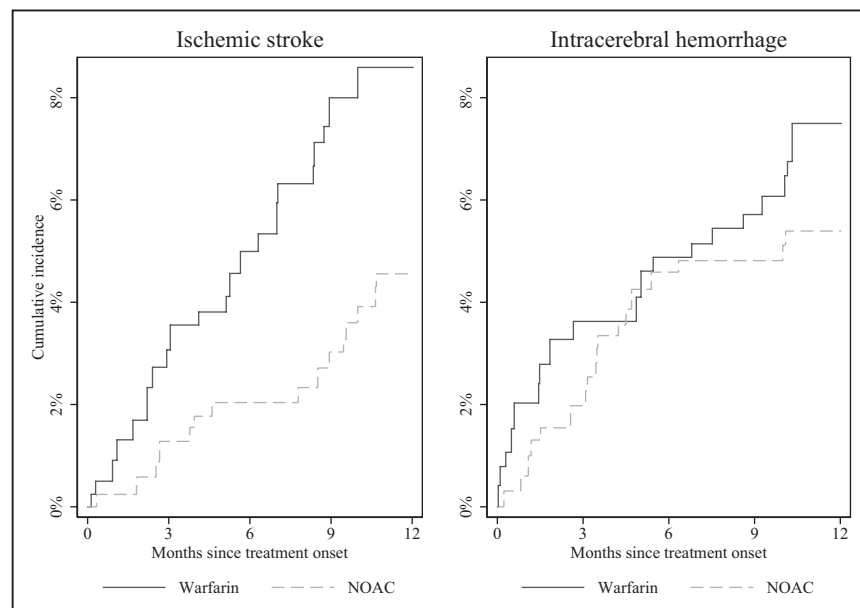 Ischemic stroke
Cumulative incidence
0% 2% 4% 6% 8%
0 3 6 9 12
Months since treatment onset
Warfarin NOAC
Intracerebral hemorrhage
0% 2% 4% 6% 8%
0 3 6 9 12
Months since treatment onset
Warfarin NOAC